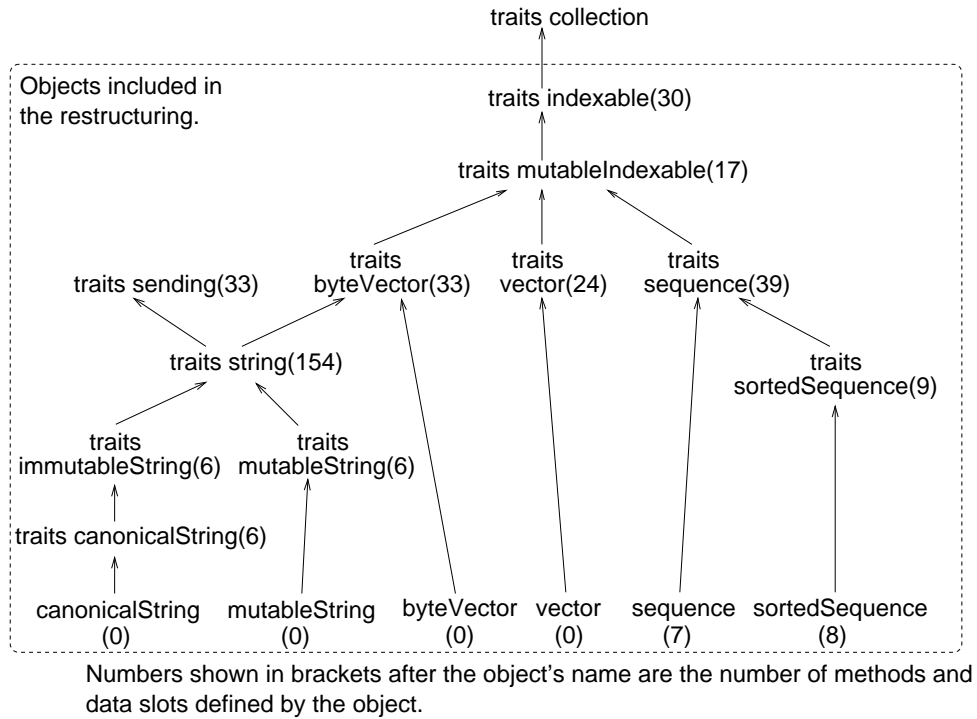 traits collection
Objects included in
the restructuring.
traits indexable(30)
traits mutableIndexable(17)
traits sending(33)
traits
byteVector(33)
traits
vector(24)
traits
sequence(39)
traits string(154)
traits
sortedSequence(9)
traits
immutableString(6)
traits
mutableString(6)
traits canonicalString(6)
canonicalString
(0)
mutableString
(0)
byteVector
(0)
vector
(0)
sequence
(7)
sortedSequence
(8)
Numbers shown in brackets after the object's name are the number of methods and
data slots defined by the object.